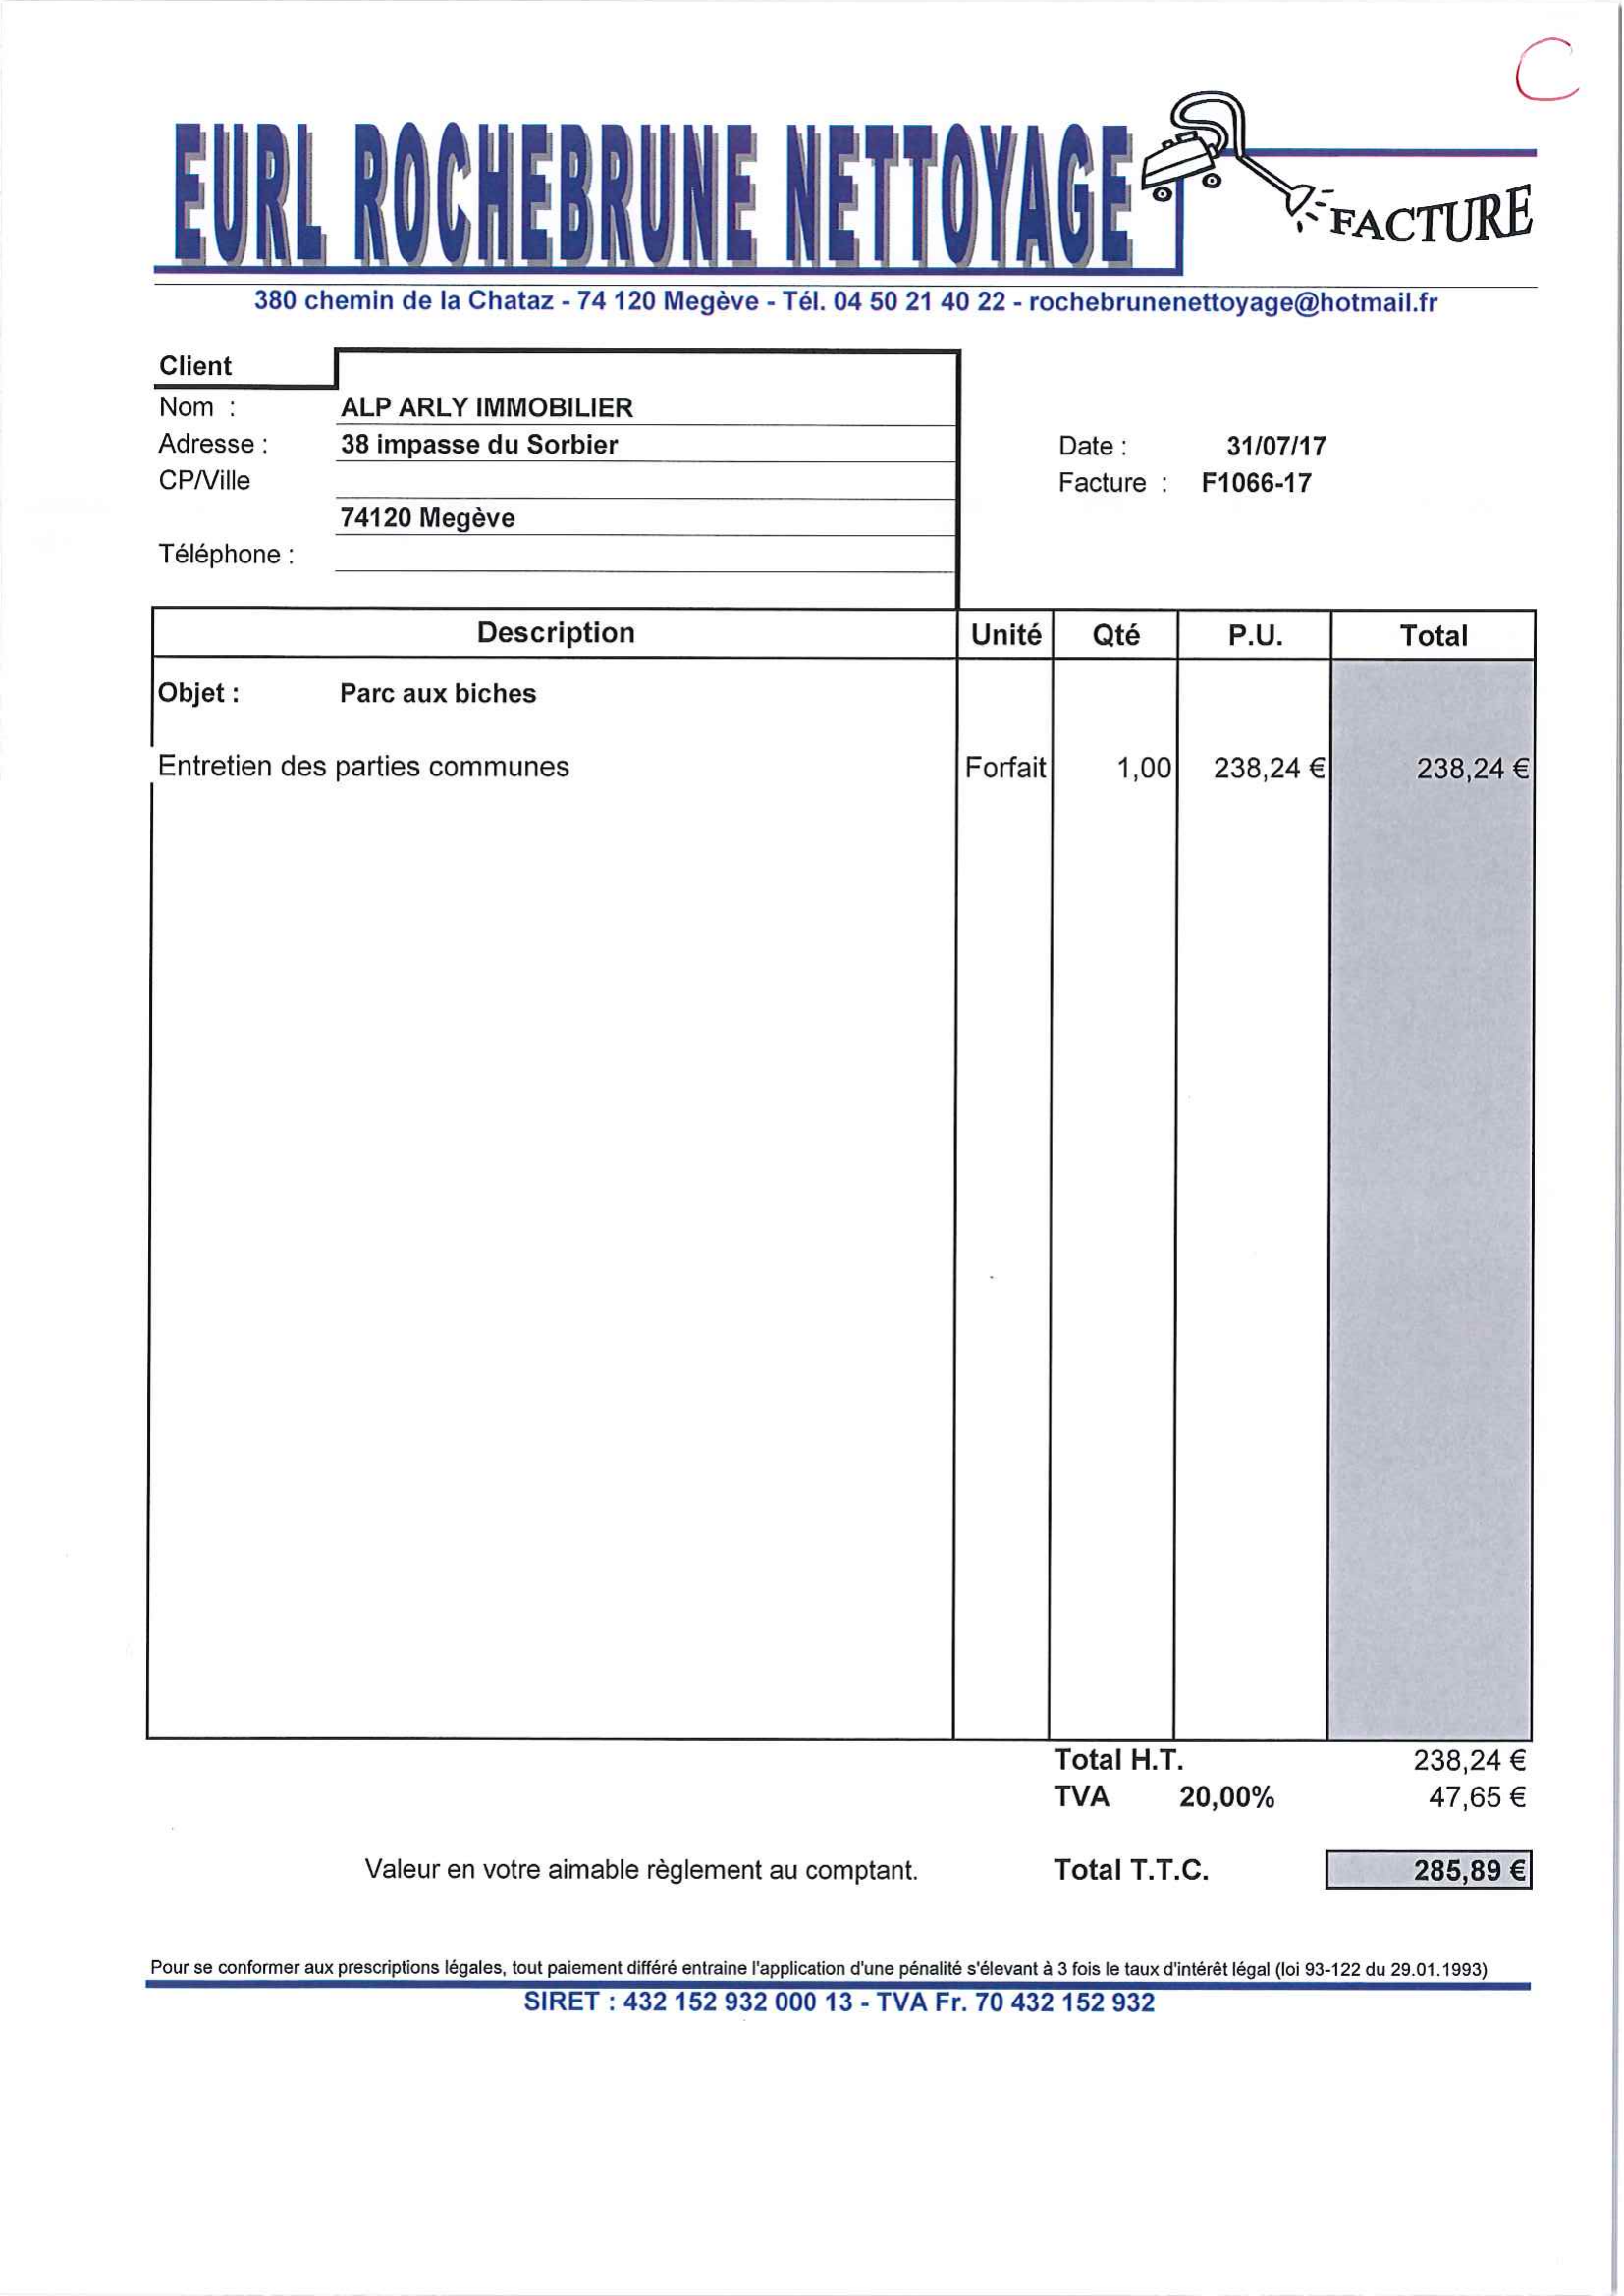 C
EURL ROCHEBRUNE NETTOYAGE
FACTURE
380 chemin de la Chataz - 74 120 Megève - Tél. 04 50 21 40 22 - rochebrunenettoyage@hotmail.fr
Client
Nom : ALP ARLY IMMOBILIER
Adresse : 38 impasse du Sorbier
CP/Ville
74120 Megève
Téléphone :
Date : 31/07/17
Facture : F1066-17
Description Unité Qté P.U. Total
Objet : Parc aux biches
Entretien des parties communes Forfait 1,00 238,24 € 238,24 €
Total H.T. 238,24 €
TVA 20,00% 47,65 €
Valeur en votre aimable règlement au comptant. Total T.T.C. 285,89 €
Pour se conformer aux prescriptions légales, tout paiement différé entraine l'application d'une pénalité s'élevant à 3 fois le taux d'intérêt légal (loi 93-122 du 29.01.1993)
SIRET : 432 152 932 000 13 - TVA Fr. 70 432 152 932